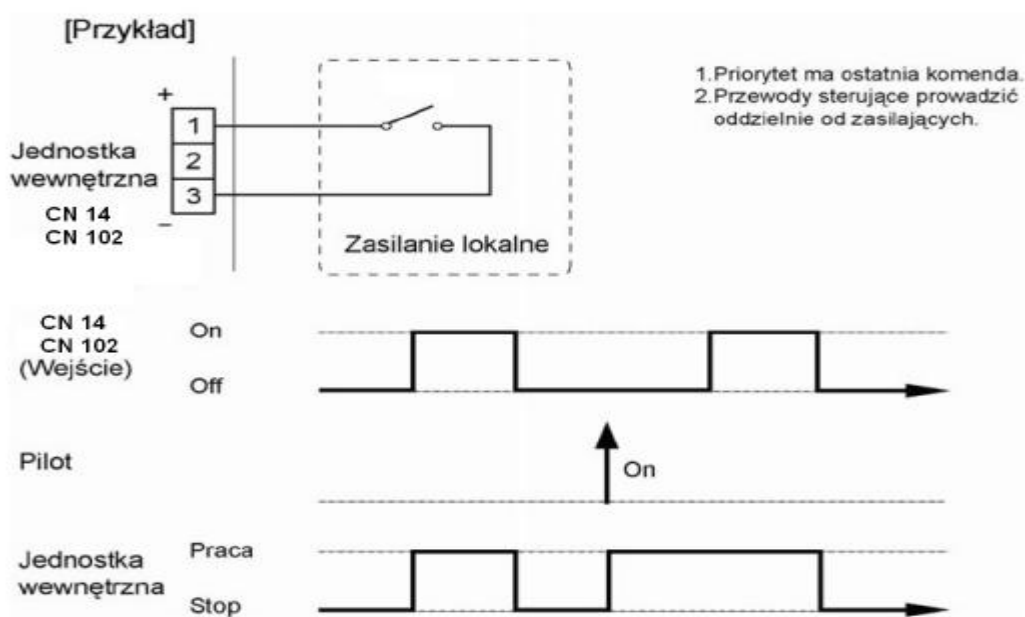 [Przykład]
1.Priorytet ma ostatnia komenda.
2.Przewody sterujące prowadzić
oddzielnie od zasilających.
+
1
2
3
−
Jednostka
wewnętrzna
CN 14
CN 102
Zasilanie lokalne
CN 14
CN 102
(Wejście)
On
Off
Pilot
On
Jednostka
wewnętrzna
Praca
Stop